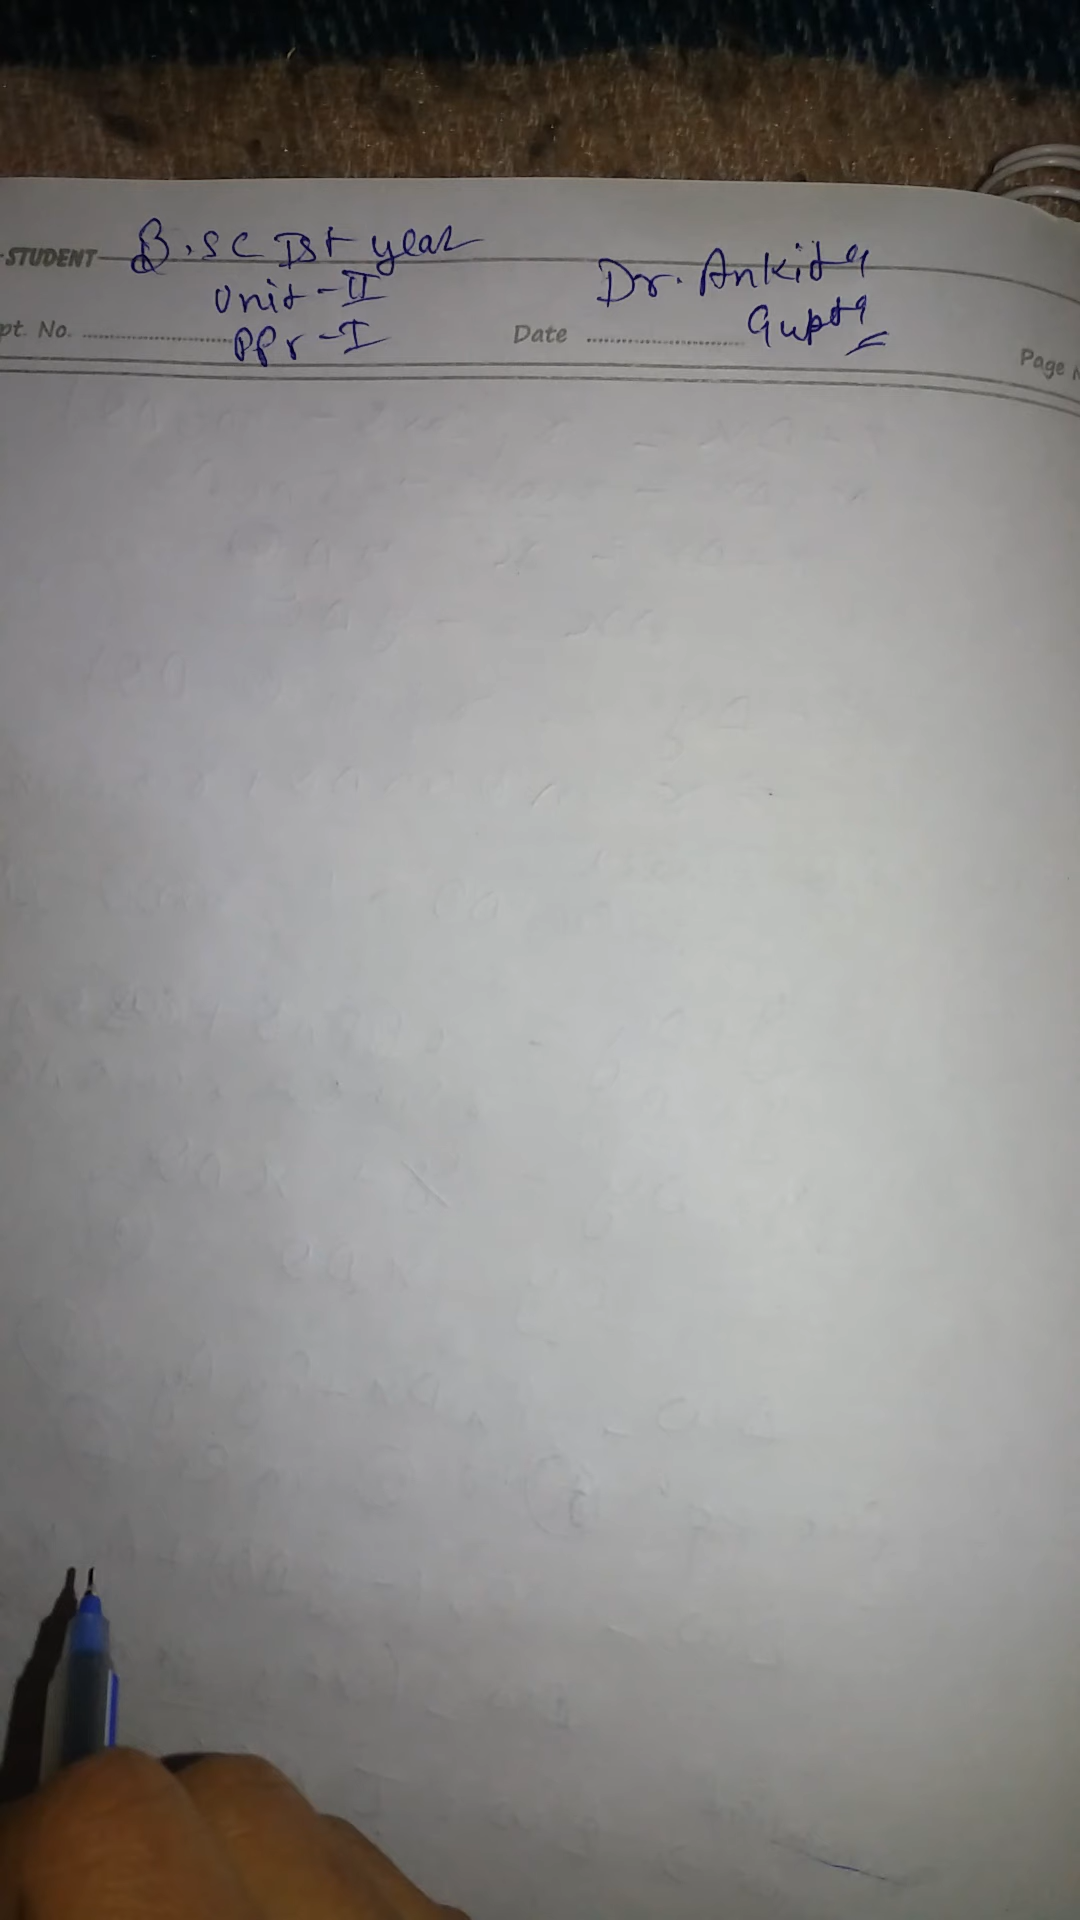 STUDENT B.SC Ist year
Unit-II
Dr. Ankita
pt. No. PPr-I
Date Gupta
Page